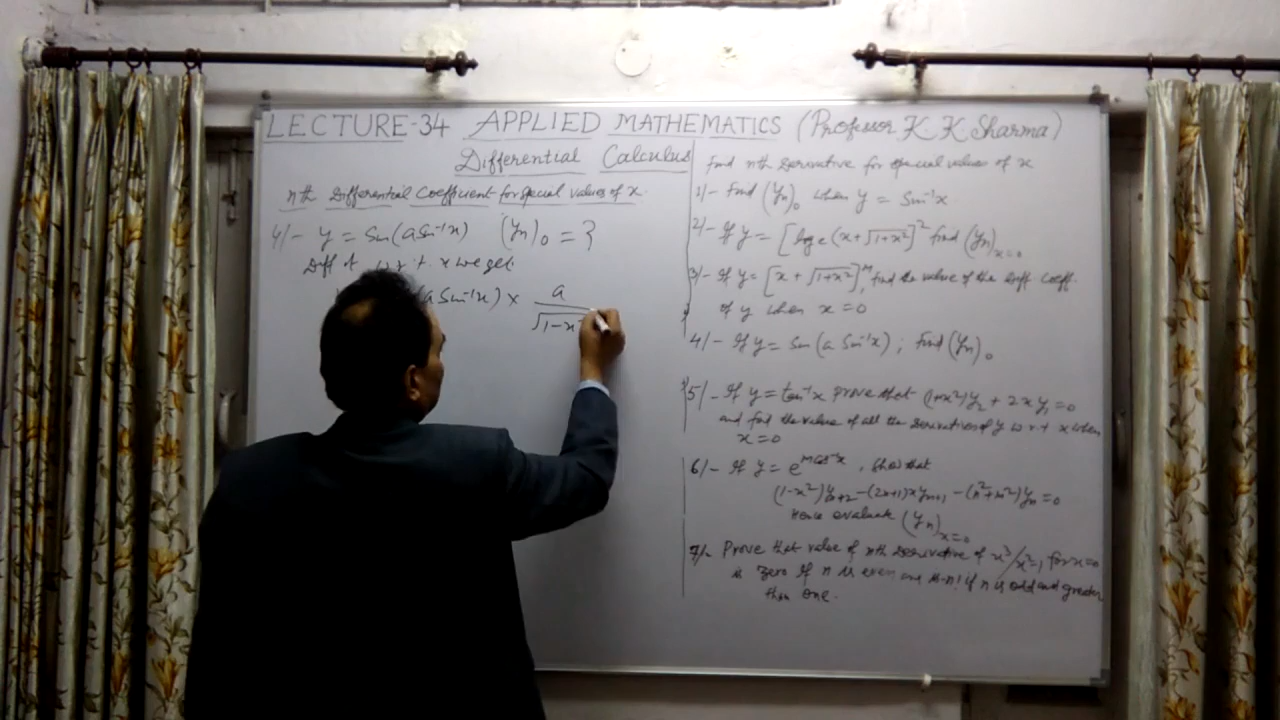 LECTURE-34 APPLIED MATHEMATICS (Professor K K Sharma)
Differential Calculus
nth Differential Coefficient for special values of x.
4/- y = Sin(a Sin⁻¹x) (yn)₀ = ?
Diff it w.r.t. x we get
(a Sin⁻¹x) × a/√1-x
Find nth derivative for special values of x
1/- Find (yn)₀ when y = Sin⁻¹x
2/- If y = [log e (x+√1+x²)]² find (yn)x=0
3/- If y = [x + √1+x²]ᵐ, find the value of the Diff Coeff.
of y when x=0
4/- If y = Sin (a Sin⁻¹x) ; Find (yn)₀
5/- If y = tan⁻¹x prove that (1+x²)y₂ + 2xy₁=0
and find the value of all the derivatives of y w.r.t x when
x=0
6/- If y = e^mcos⁻¹x, Show that
(1-x²)yn+2-(2n+1)xyn+1-(n²+m²)yn=0
Hence evaluate (yn)x=0
7/- Prove that value of nth derivative of x³/x²-1 for x=0
is zero if n is even and is -n! if n is odd and greater
than one.